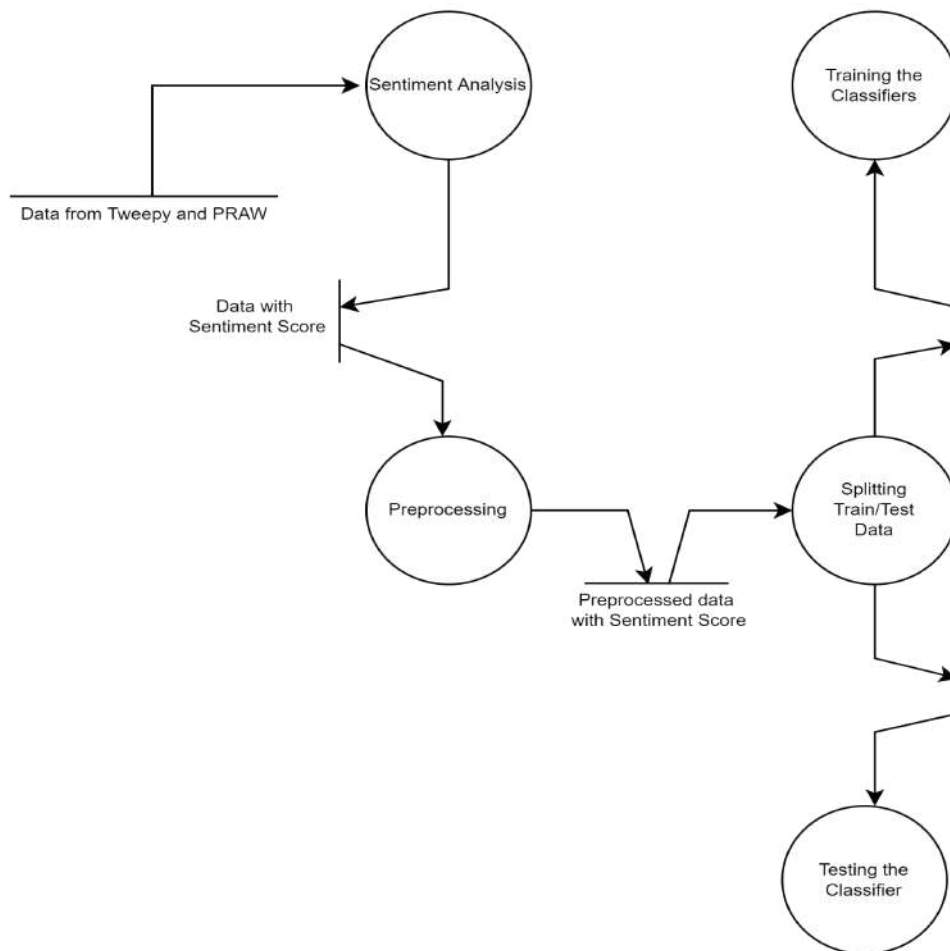 Sentiment Analysis
Training the
Classifiers
Data from Tweepy and PRAW
Data with
Sentiment Score
Preprocessing
Splitting
Train/Test
Data
Preprocessed data
with Sentiment Score
Testing the
Classifier